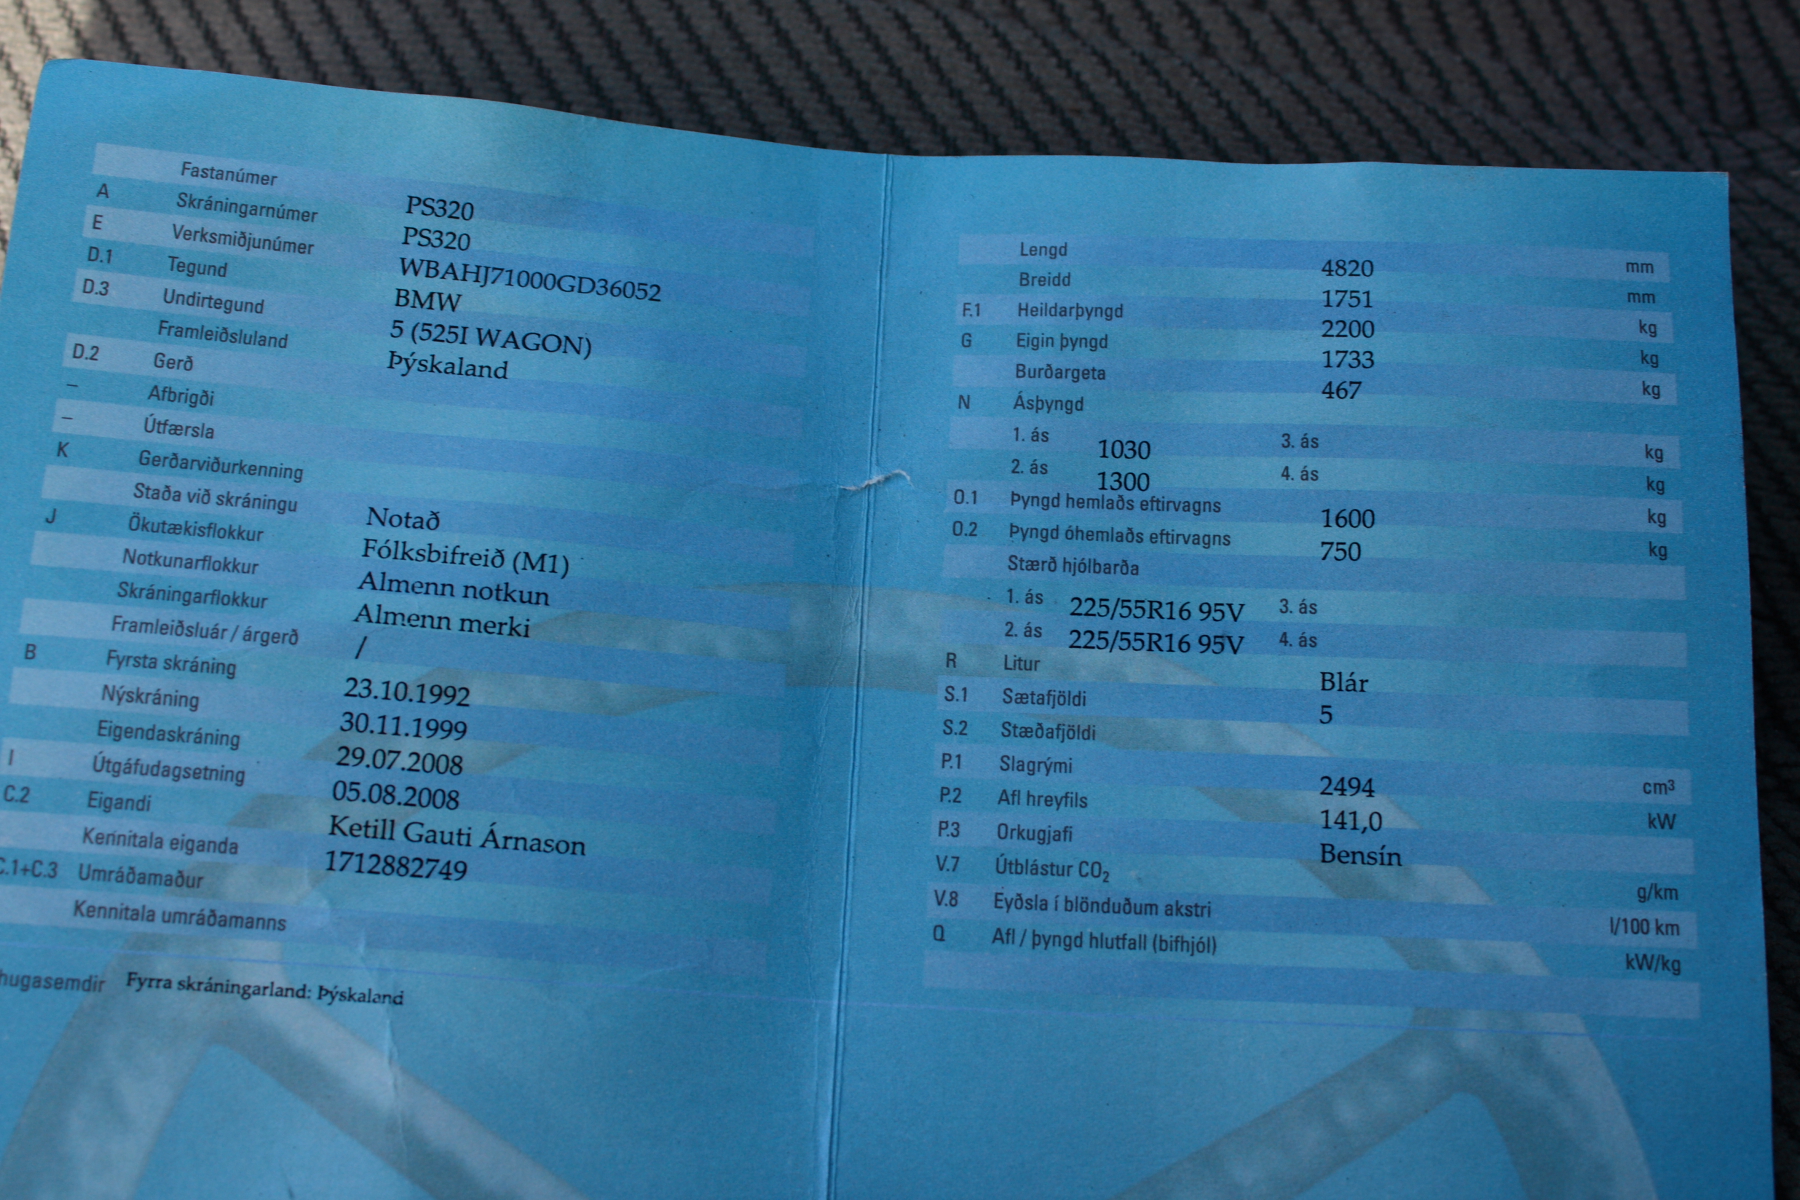 Fastanúmer PS320
A Skráningarnúmer PS320
E Verksmiðjunúmer WBAHJ71000GD36052
D.1 Tegund BMW
D.3 Undirtegund 5 (525I WAGON)
Framleiðsluland Þýskaland
D.2 Gerð
– Afbrigði
– Útfærsla
K Gerðarviðurkenning
Staða við skráningu Notað
J Ökutækisflokkur Fólksbifreið (M1)
Notkunarflokkur Almenn notkun
Skráningarflokkur Almenn merki
Framleiðsluár / árgerð /
B Fyrsta skráning 23.10.1992
Nýskráning 30.11.1999
Eigendaskráning 29.07.2008
I Útgáfudagsetning 05.08.2008
C.2 Eigandi Ketill Gauti Árnason
Kennitala eiganda 1712882749
C.1+C.3 Umráðamaður
Kennitala umráðamanns
hugasemdir Fyrra skráningarland: Þýskaland
Lengd 4820 mm
Breidd 1751 mm
F.1 Heildarþyngd 2200 kg
G Eigin þyngd 1733 kg
Burðargeta 467 kg
N Ásþyngd
1. ás 1030 3. ás kg
2. ás 1300 4. ás kg
O.1 Þyngd hemlaðs eftirvagns 1600 kg
O.2 Þyngd óhemlaðs eftirvagns 750 kg
Stærð hjólbarða
1. ás 225/55R16 95V 3. ás
2. ás 225/55R16 95V 4. ás
R Litur Blár
S.1 Sætafjöldi 5
S.2 Stæðafjöldi
P.1 Slagrými 2494 cm³
P.2 Afl hreyfils 141,0 kW
P.3 Orkugjafi Bensín
V.7 Útblástur CO₂ g/km
V.8 Eyðsla í blönduðum akstri l/100 km
Q Afl / þyngd hlutfall (bifhjól) kW/kg